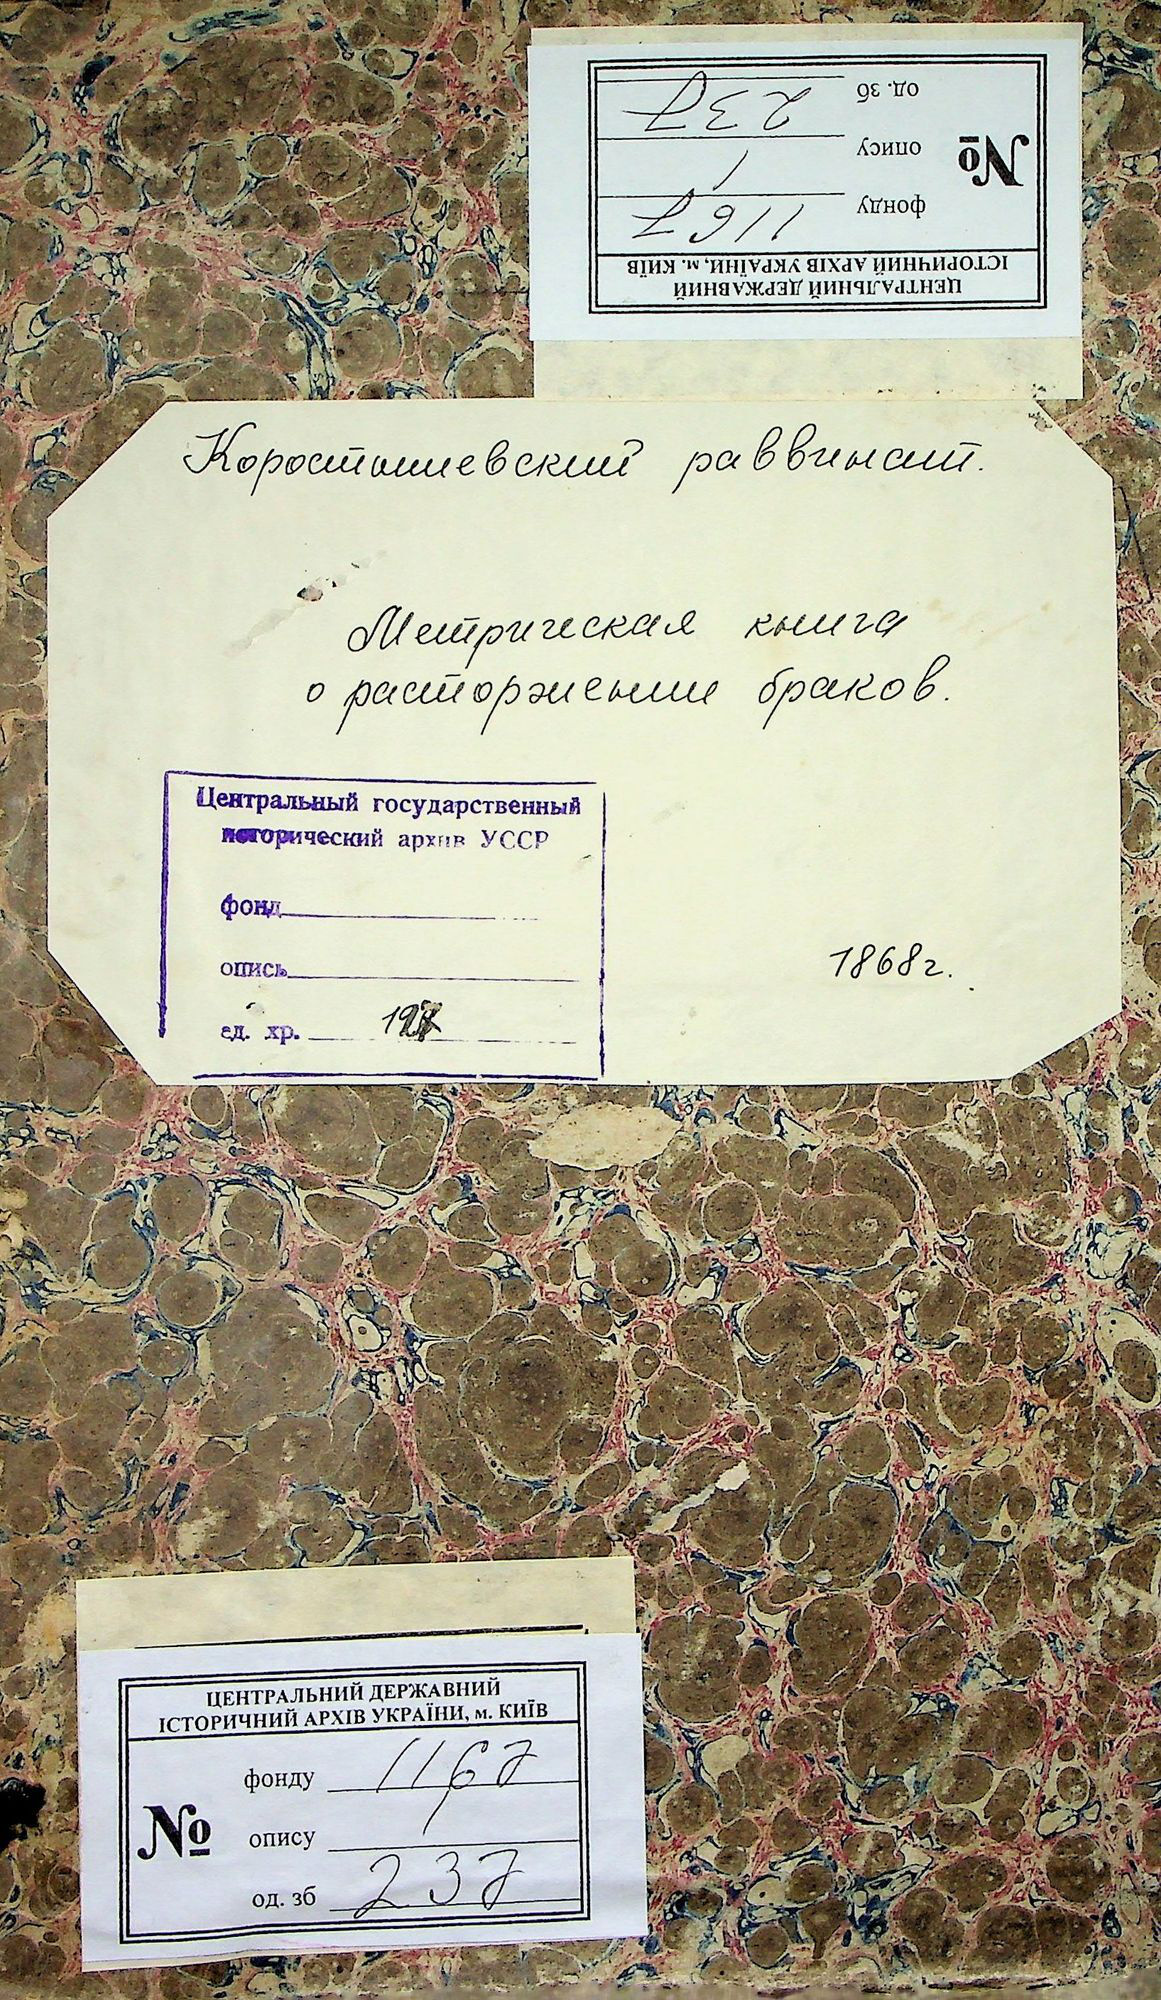 ЦЕНТРАЛЬНИЙ ДЕРЖАВНИЙ
ІСТОРИЧНИЙ АРХІВ УКРАЇНИ, м. КИЇВ
№
фонду 1167
опису 1
од. зб 237
Коростышевский раввинат.
Метрическая книга
о расторжении браков.
Центральный государственный
исторический архив УССР
фонд
опись
ед. хр.
1868г.
ЦЕНТРАЛЬНИЙ ДЕРЖАВНИЙ
ІСТОРИЧНИЙ АРХІВ УКРАЇНИ, м. КИЇВ
№
фонду 1167
опису 1
од. зб 237